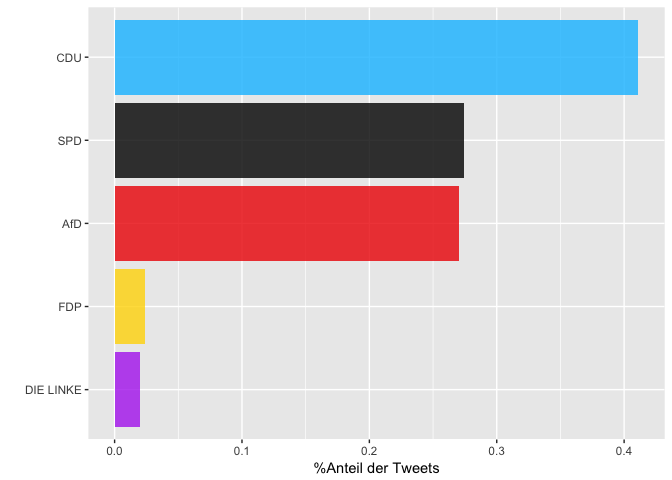 CDU
SPD
AfD
FDP
DIE LINKE
0.0 0.1 0.2 0.3 0.4
%Anteil der Tweets